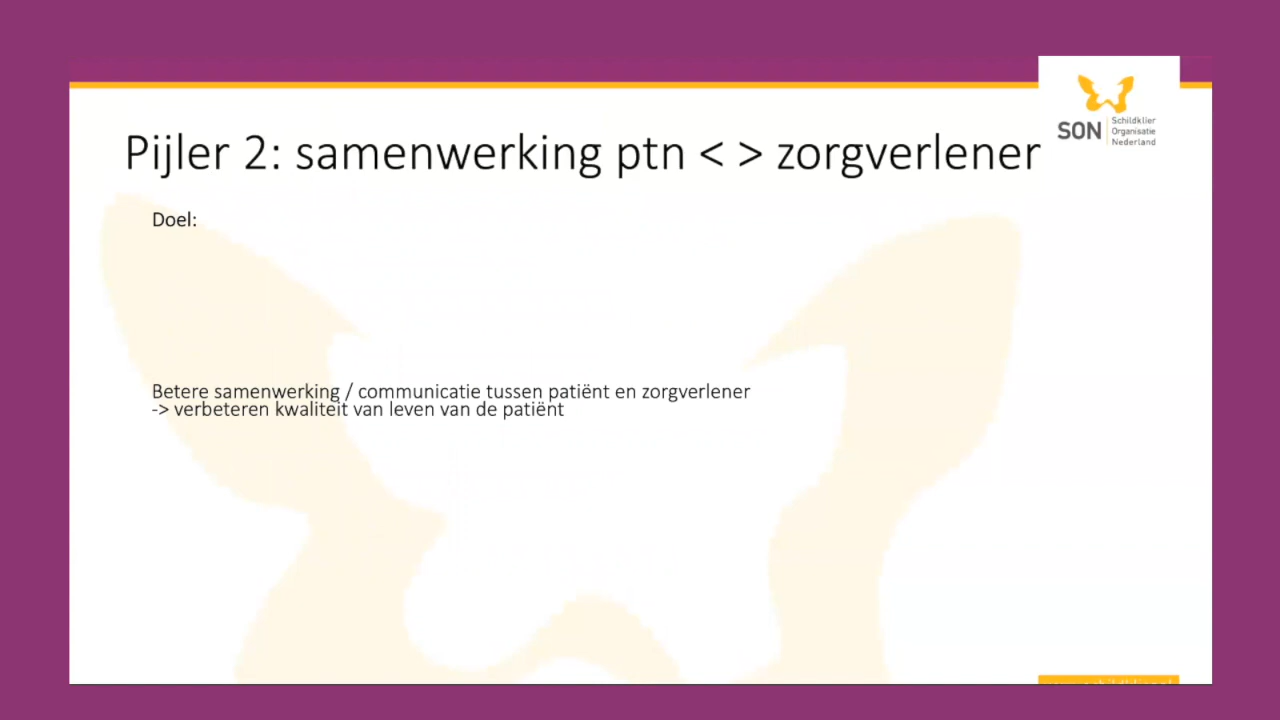 SON
Schildklier
Organisatie
Nederland
Pijler 2: samenwerking ptn < > zorgverlener
Doel:
Betere samenwerking / communicatie tussen patiënt en zorgverlener
-> verbeteren kwaliteit van leven van de patiënt